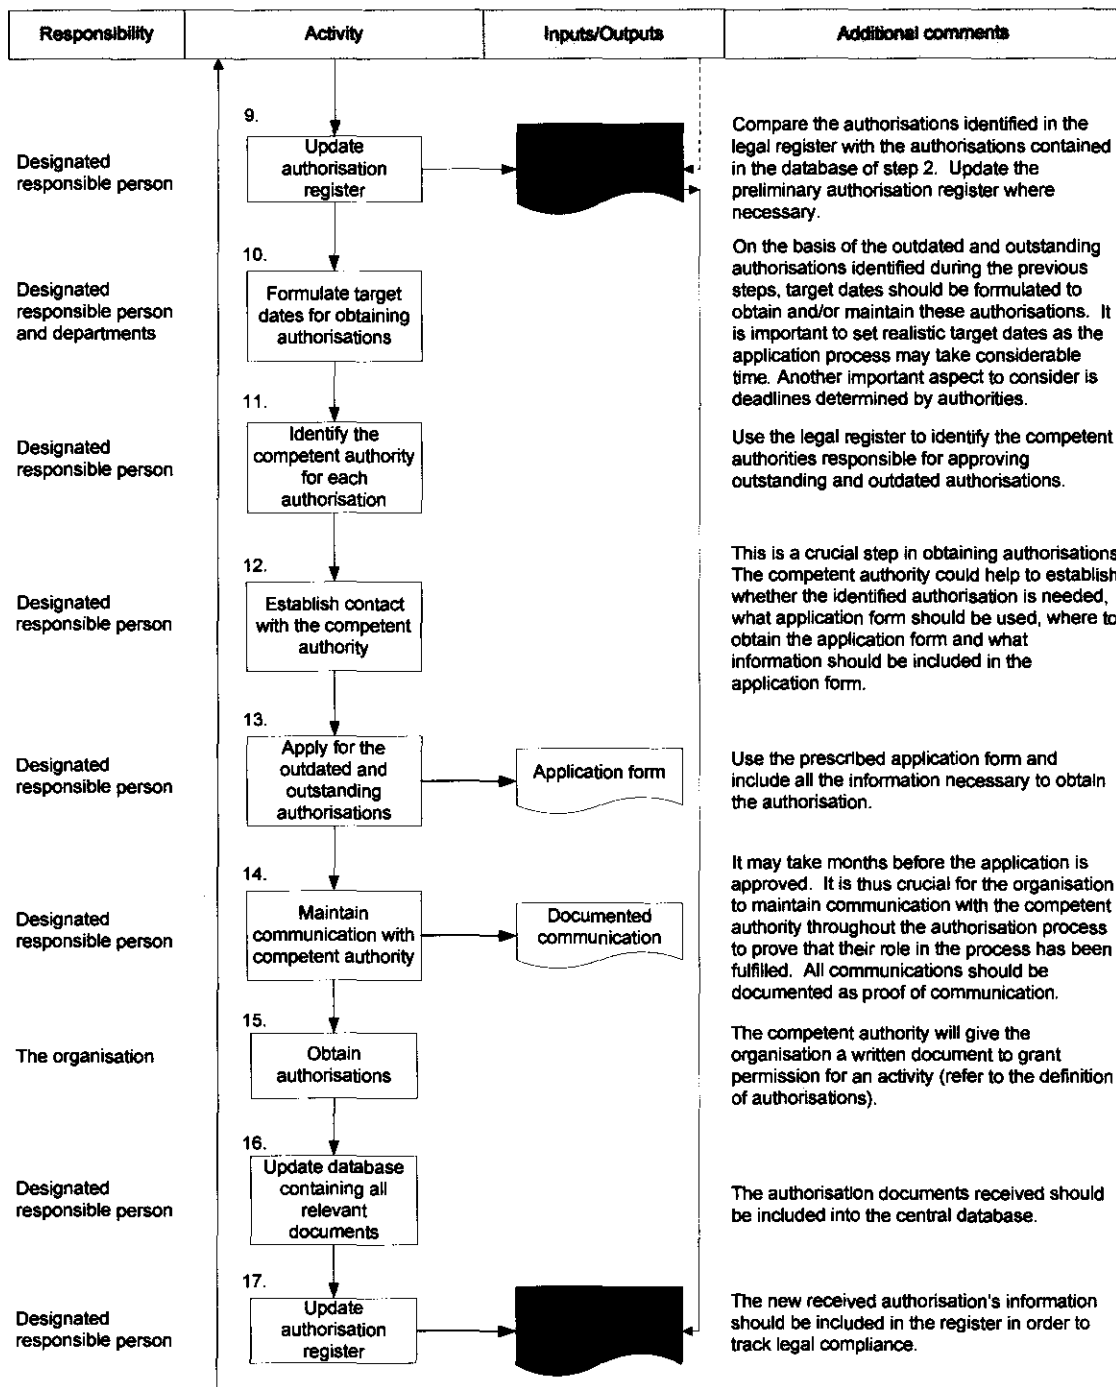 Responsibility
Activity
Inputs/Outputs
Additional comments
9.
Designated
responsible person
Update
authorisation
register
Compare the authorisations identified in the
legal register with the authorisations contained
in the database of step 2. Update the
preliminary authorisation register where
necessary.
10.
Designated
responsible person
and departments
Formulate target
dates for obtaining
authorisations
On the basis of the outdated and outstanding
authorisations identified during the previous
steps, target dates should be formulated to
obtain and/or maintain these authorisations. It
is important to set realistic target dates as the
application process may take considerable
time. Another important aspect to consider is
deadlines determined by authorities.
11.
Designated
responsible person
Identify the
competent authority
for each
authorisation
Use the legal register to identify the competent
authorities responsible for approving
outstanding and outdated authorisations.
12.
Designated
responsible person
Establish contact
with the competent
authority
This is a crucial step in obtaining authorisations
The competent authority could help to establish
whether the identified authorisation is needed,
what application form should be used, where to
obtain the application form and what
information should be included in the
application form.
13.
Designated
responsible person
Apply for the
outdated and
outstanding
authorisations
Application form
Use the prescribed application form and
include all the information necessary to obtain
the authorisation.
14.
Designated
responsible person
Maintain
communication with
competent authority
Documented
communication
It may take months before the application is
approved. It is thus crucial for the organisation
to maintain communication with the competent
authority throughout the authorisation process
to prove that their role in the process has been
fulfilled. All communications should be
documented as proof of communication.
15.
The organisation
Obtain
authorisations
The competent authority will give the
organisation a written document to grant
permission for an activity (refer to the definition
of authorisations).
16.
Designated
responsible person
Update database
containing all
relevant
documents
The authorisation documents received should
be included into the central database.
17.
Designated
responsible person
Update
authorisation
register
The new received authorisation's information
should be included in the register in order to
track legal compliance.